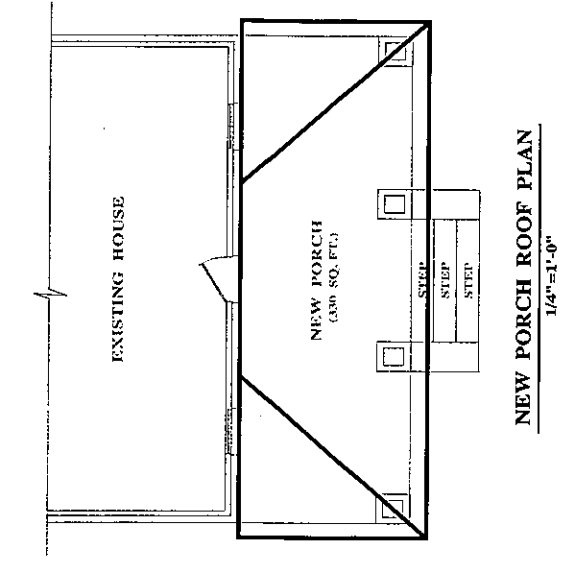 EXISTING HOUSE
NEW PORCH
(330 SQ. FT.)
STEP
STEP
STEP
NEW PORCH ROOF PLAN
1/4"=1'-0"